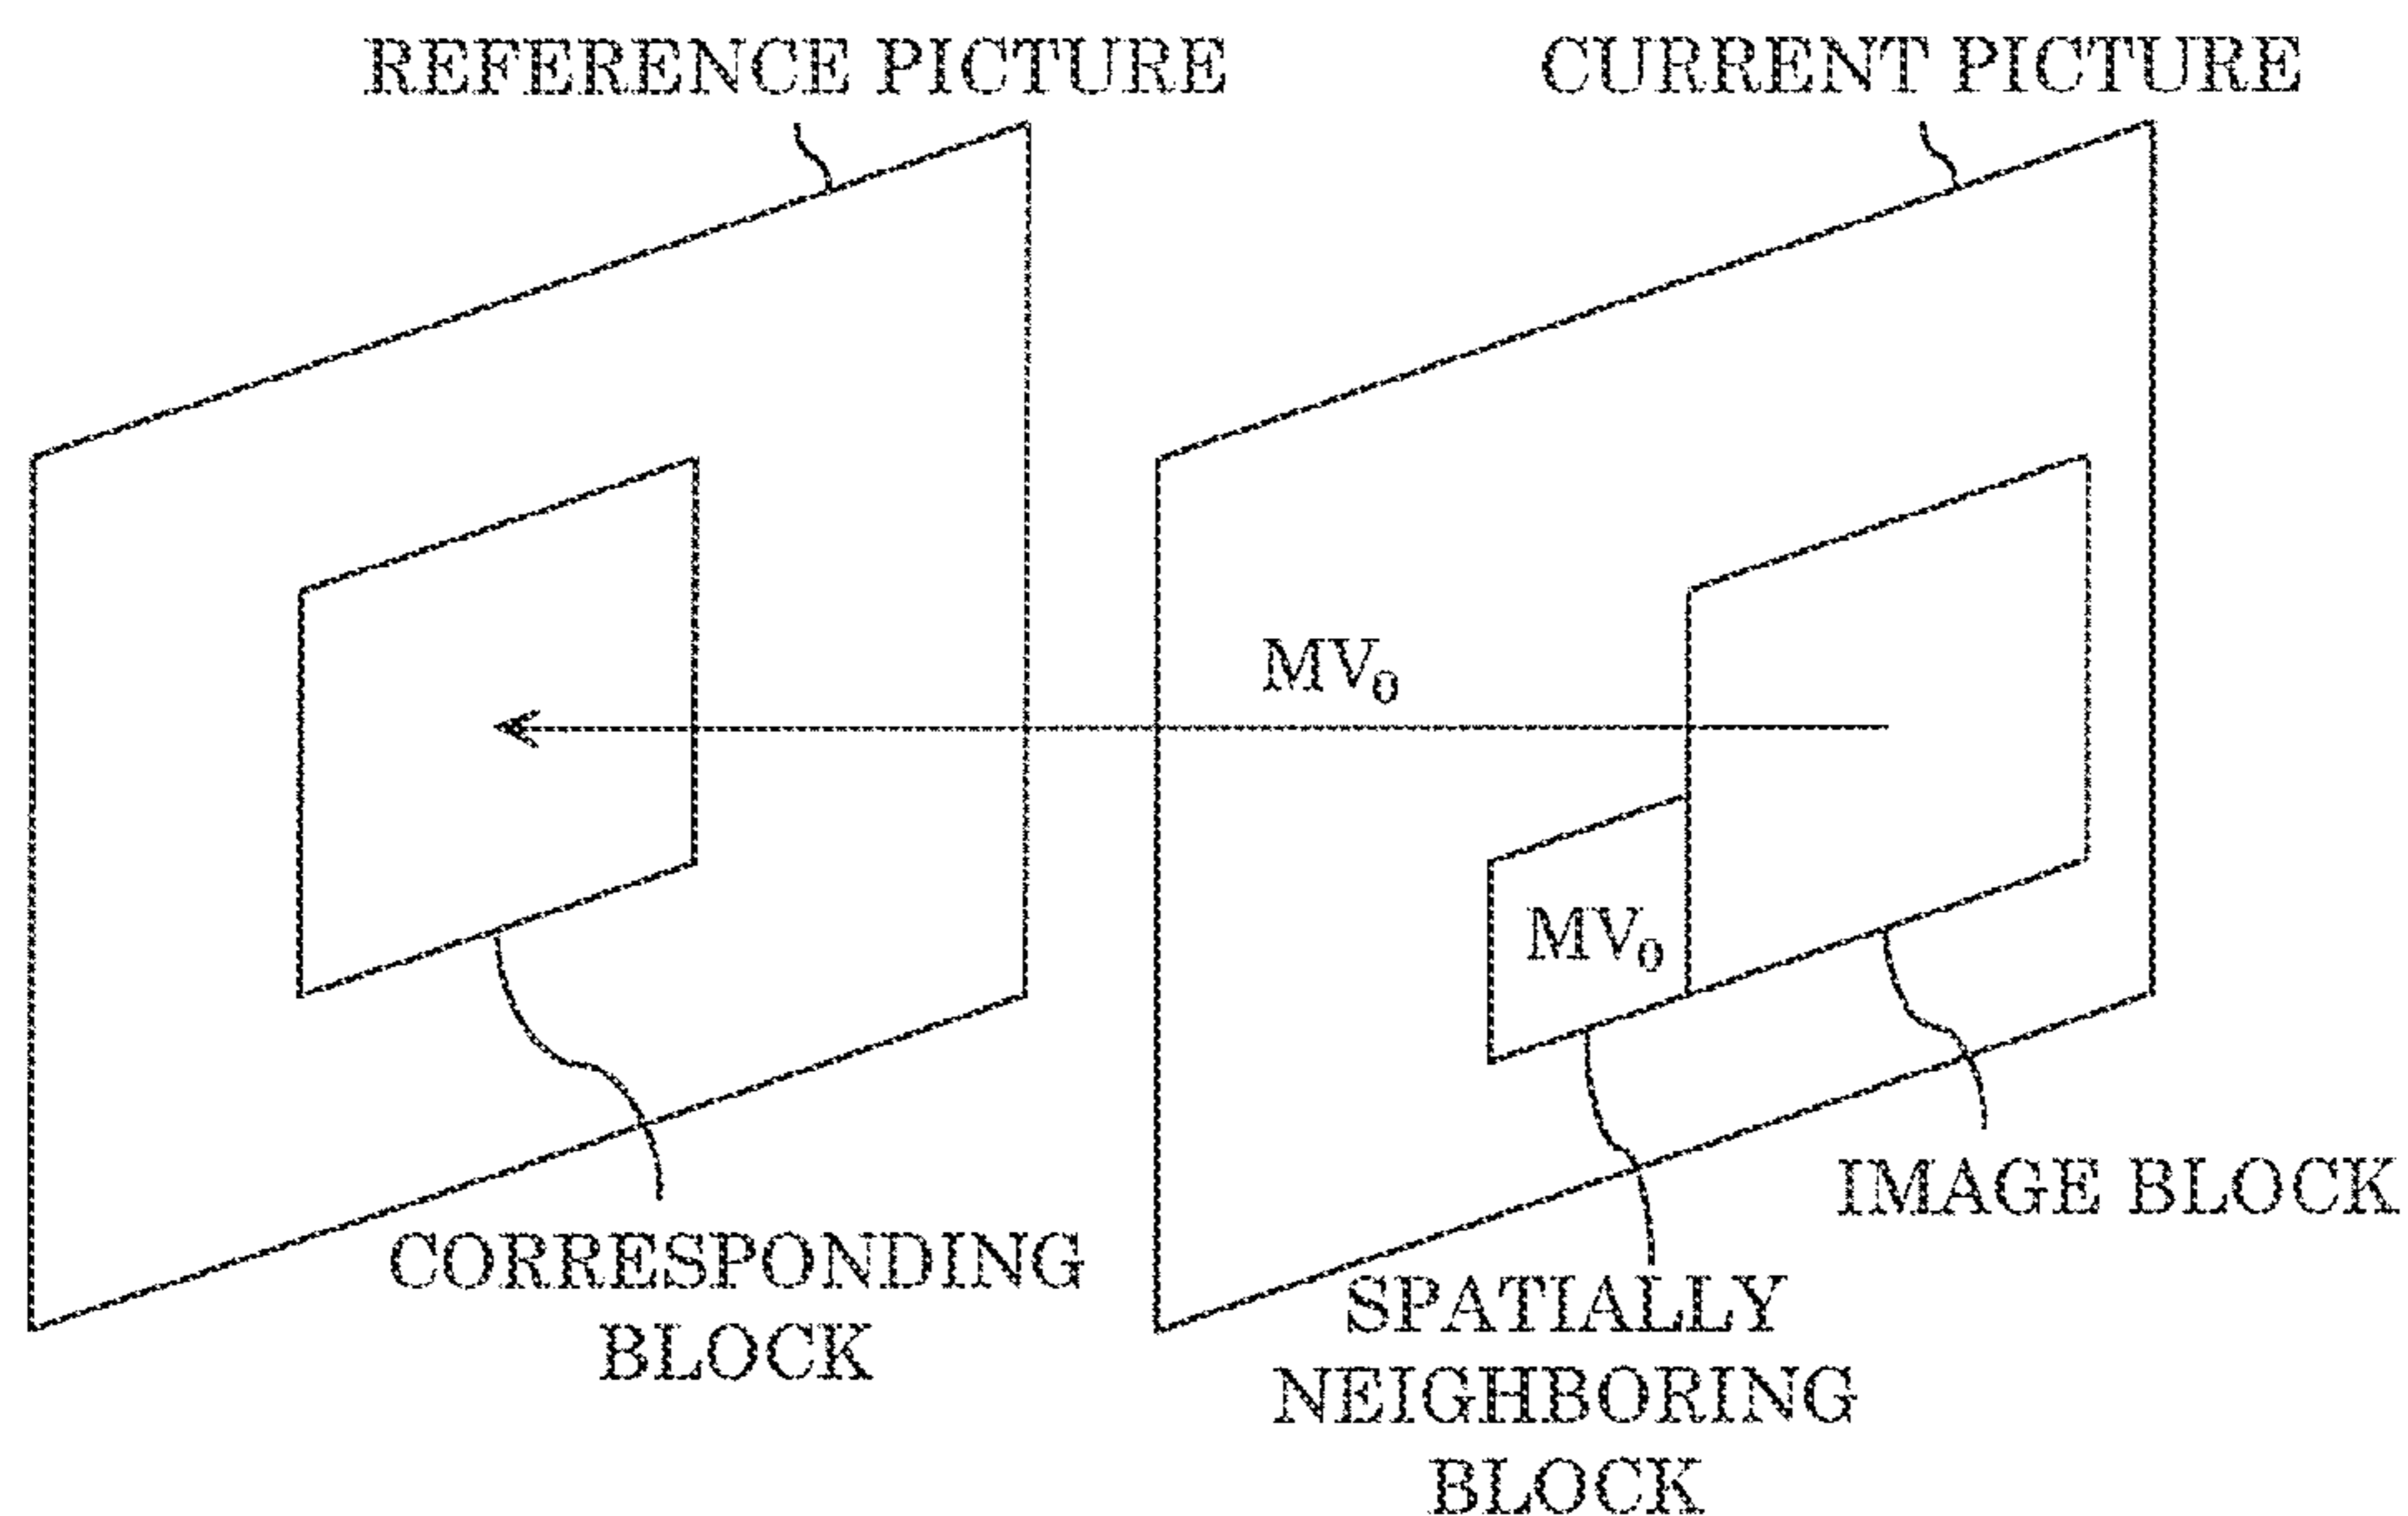 REFERENCE PICTURE
CURRENT PICTURE
MV₀
MV₀
IMAGE BLOCK
CORRESPONDING
BLOCK
SPATIALLY
NEIGHBORING
BLOCK